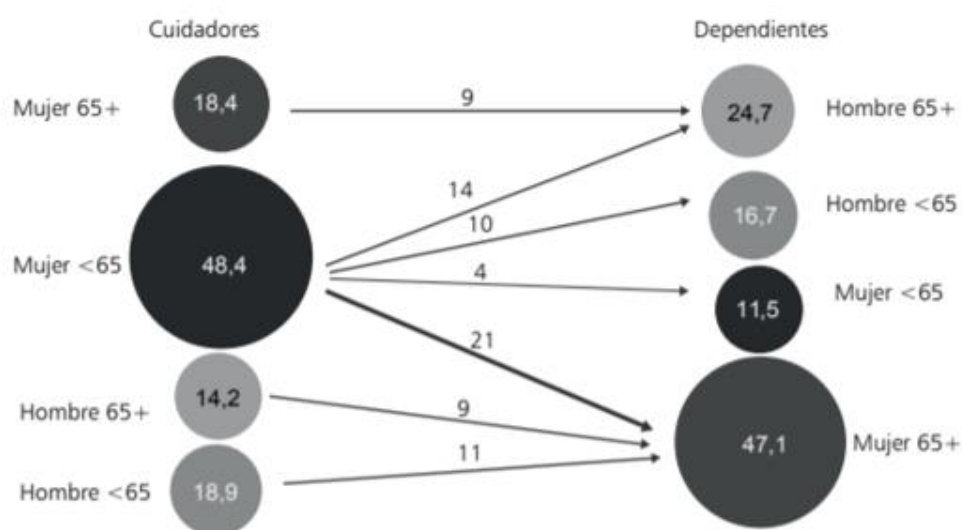 Cuidadores
Dependientes
Mujer 65+
18,4
9
24,7
Hombre 65+
14
10
16,7
Hombre <65
Mujer <65
48,4
4
11,5
Mujer <65
21
Hombre 65+
14,2
9
47,1
Mujer 65+
11
Hombre <65
18,9